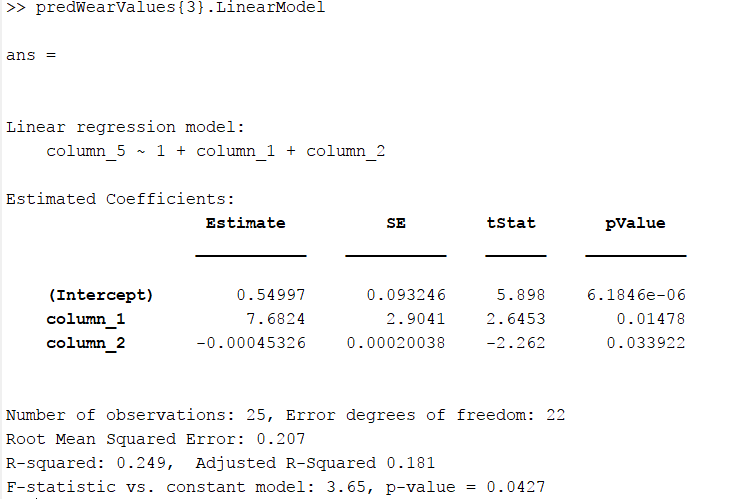 >> predWearValues{3}.LinearModel
ans =
Linear regression model:
column_5 ~ 1 + column_1 + column_2
Estimated Coefficients:
Estimate SE tStat pValue
(Intercept) 0.54997 0.093246 5.898 6.1846e-06
column_1 7.6824 2.9041 2.6453 0.01478
column_2 -0.00045326 0.00020038 -2.262 0.033922
Number of observations: 25, Error degrees of freedom: 22
Root Mean Squared Error: 0.207
R-squared: 0.249, Adjusted R-Squared 0.181
F-statistic vs. constant model: 3.65, p-value = 0.0427